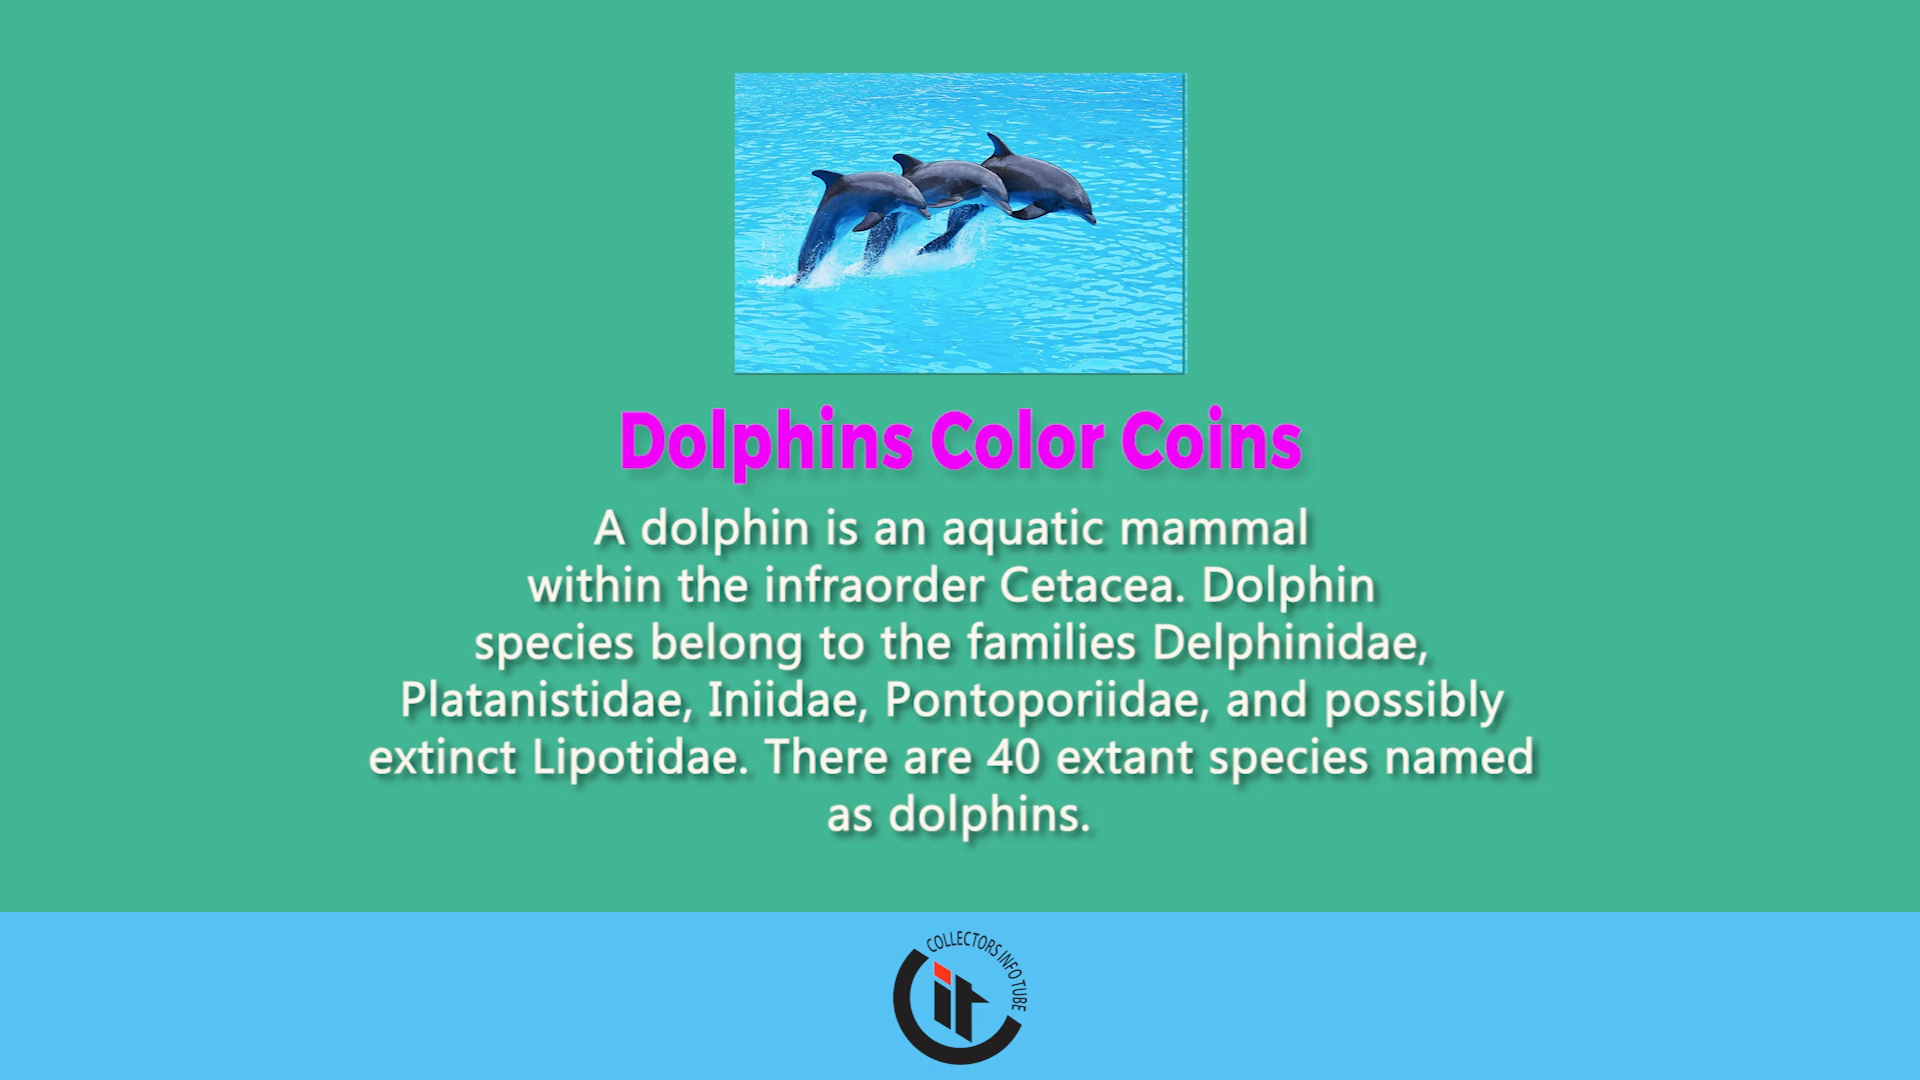 Dolphins Color Coins
A dolphin is an aquatic mammal
within the infraorder Cetacea. Dolphin
species belong to the families Delphinidae,
Platanistidae, Iniidae, Pontoporiidae, and possibly
extinct Lipotidae. There are 40 extant species named
as dolphins.
COLLECTORS INFO TUBE
it